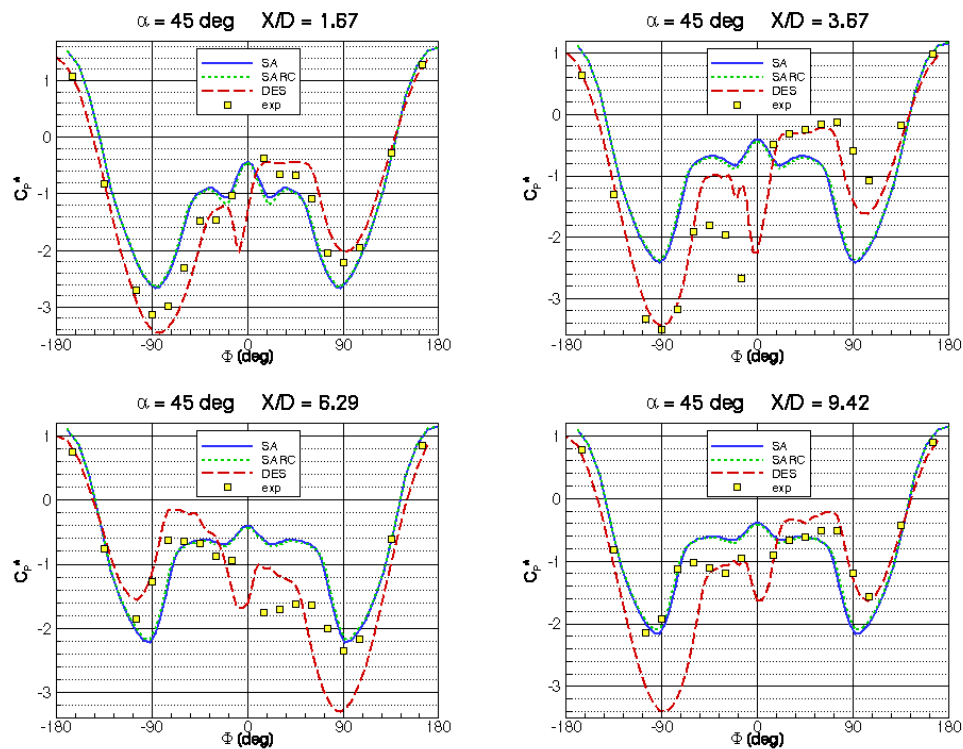 α = 45 deg X/D = 1.67
SA
SARC
DES
exp
1
0
-1
-2
-3
Cp*
-180
-90
0
90
180
Φ (deg)
α = 45 deg X/D = 3.67
SA
SARC
DES
exp
1
0
-1
-2
-3
Cp*
-180
-90
0
90
180
Φ (deg)
α = 45 deg X/D = 6.29
SA
SARC
DES
exp
1
0
-1
-2
-3
Cp*
-180
-90
0
90
180
Φ (deg)
α = 45 deg X/D = 9.42
SA
SARC
DES
exp
1
0
-1
-2
-3
Cp*
-180
-90
0
90
180
Φ (deg)